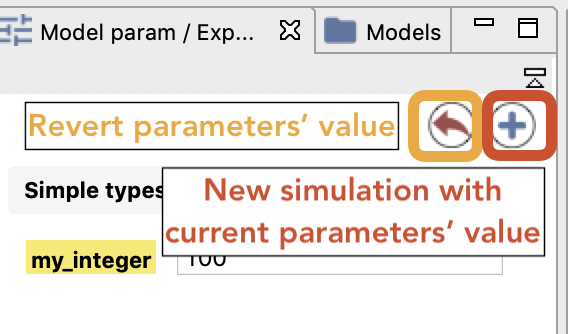 Model param / Exp...
Models
Revert parameters' value
Simple types
New simulation with
current parameters' value
my_integer
100